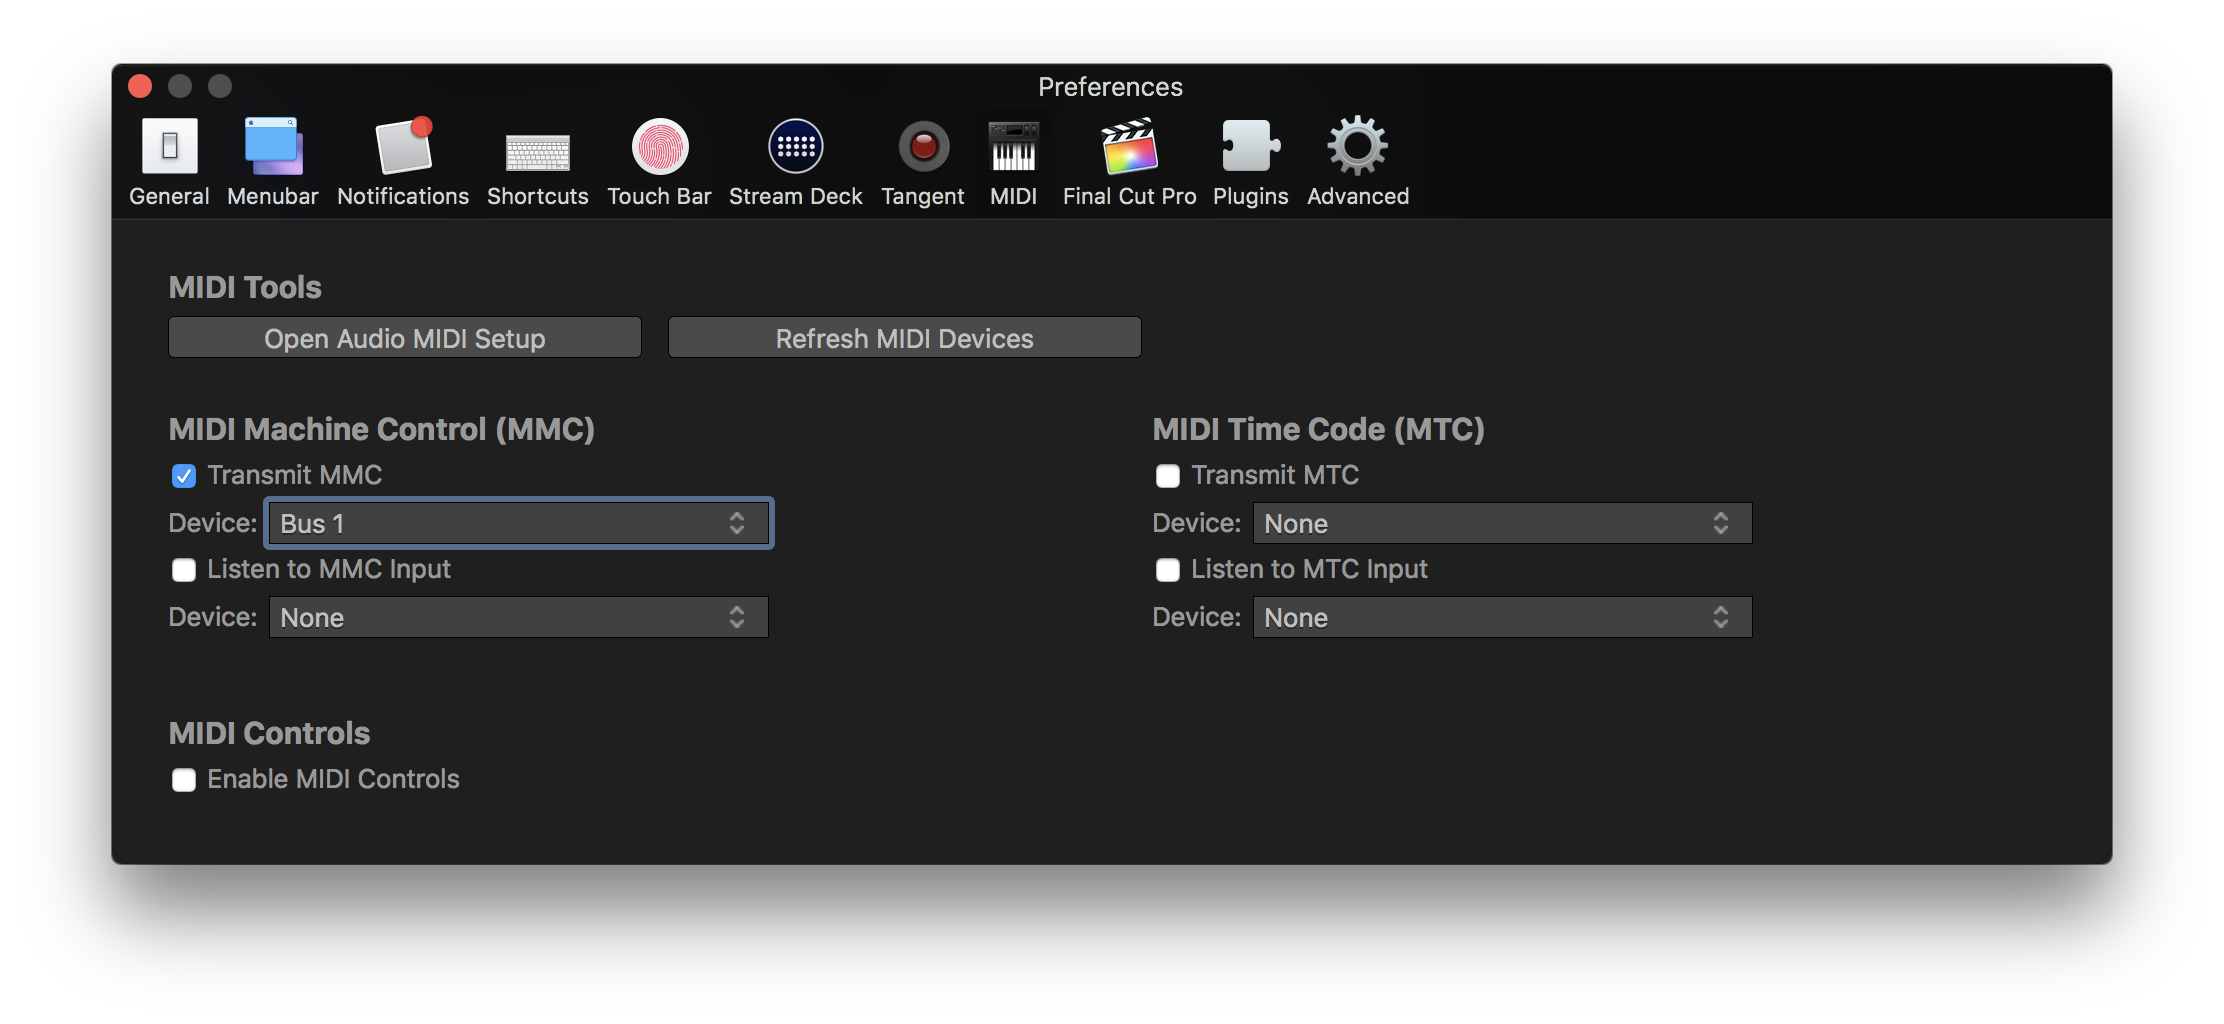 Preferences
General Menubar Notifications Shortcuts Touch Bar Stream Deck Tangent MIDI Final Cut Pro Plugins Advanced
MIDI Tools
Open Audio MIDI Setup Refresh MIDI Devices
MIDI Machine Control (MMC)
Transmit MMC
Device: Bus 1
Listen to MMC Input
Device: None
MIDI Time Code (MTC)
Transmit MTC
Device: None
Listen to MTC Input
Device: None
MIDI Controls
Enable MIDI Controls